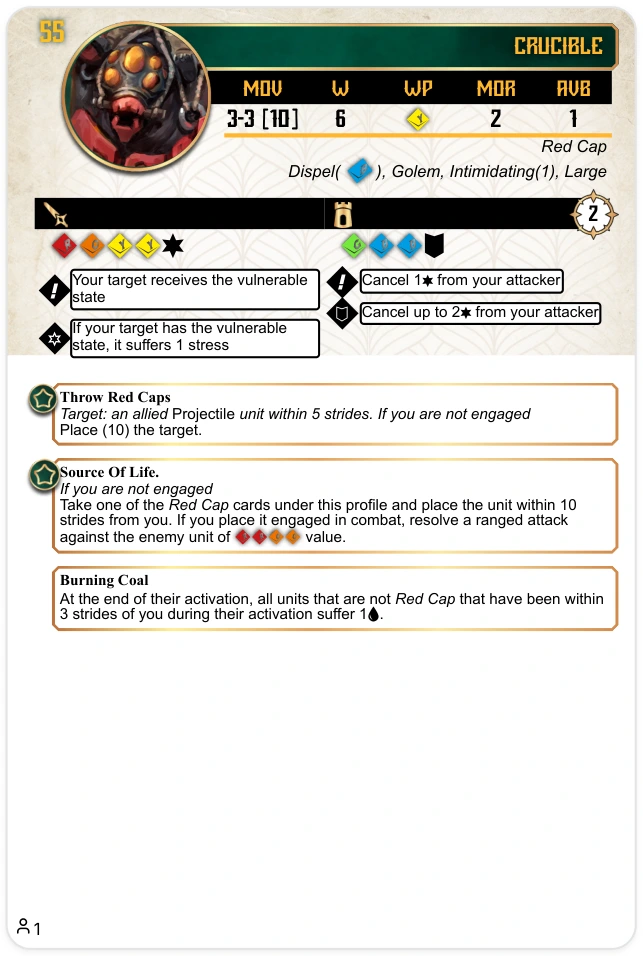 55
CRUCIBLE
MOV W WP MOR AVB
3-3 [10] 6 2 1
Red Cap
Dispel( ), Golem, Intimidating(1), Large
2
Your target receives the vulnerable
state
If your target has the vulnerable
state, it suffers 1 stress
Cancel 1 from your attacker
Cancel up to 2 from your attacker
Throw Red Caps
Target: an allied Projectile unit within 5 strides. If you are not engaged
Place (10) the target.
Source Of Life.
If you are not engaged
Take one of the Red Cap cards under this profile and place the unit within 10
strides from you. If you place it engaged in combat, resolve a ranged attack
against the enemy unit of value.
Burning Coal
At the end of their activation, all units that are not Red Cap that have been within
3 strides of you during their activation suffer 1.
1